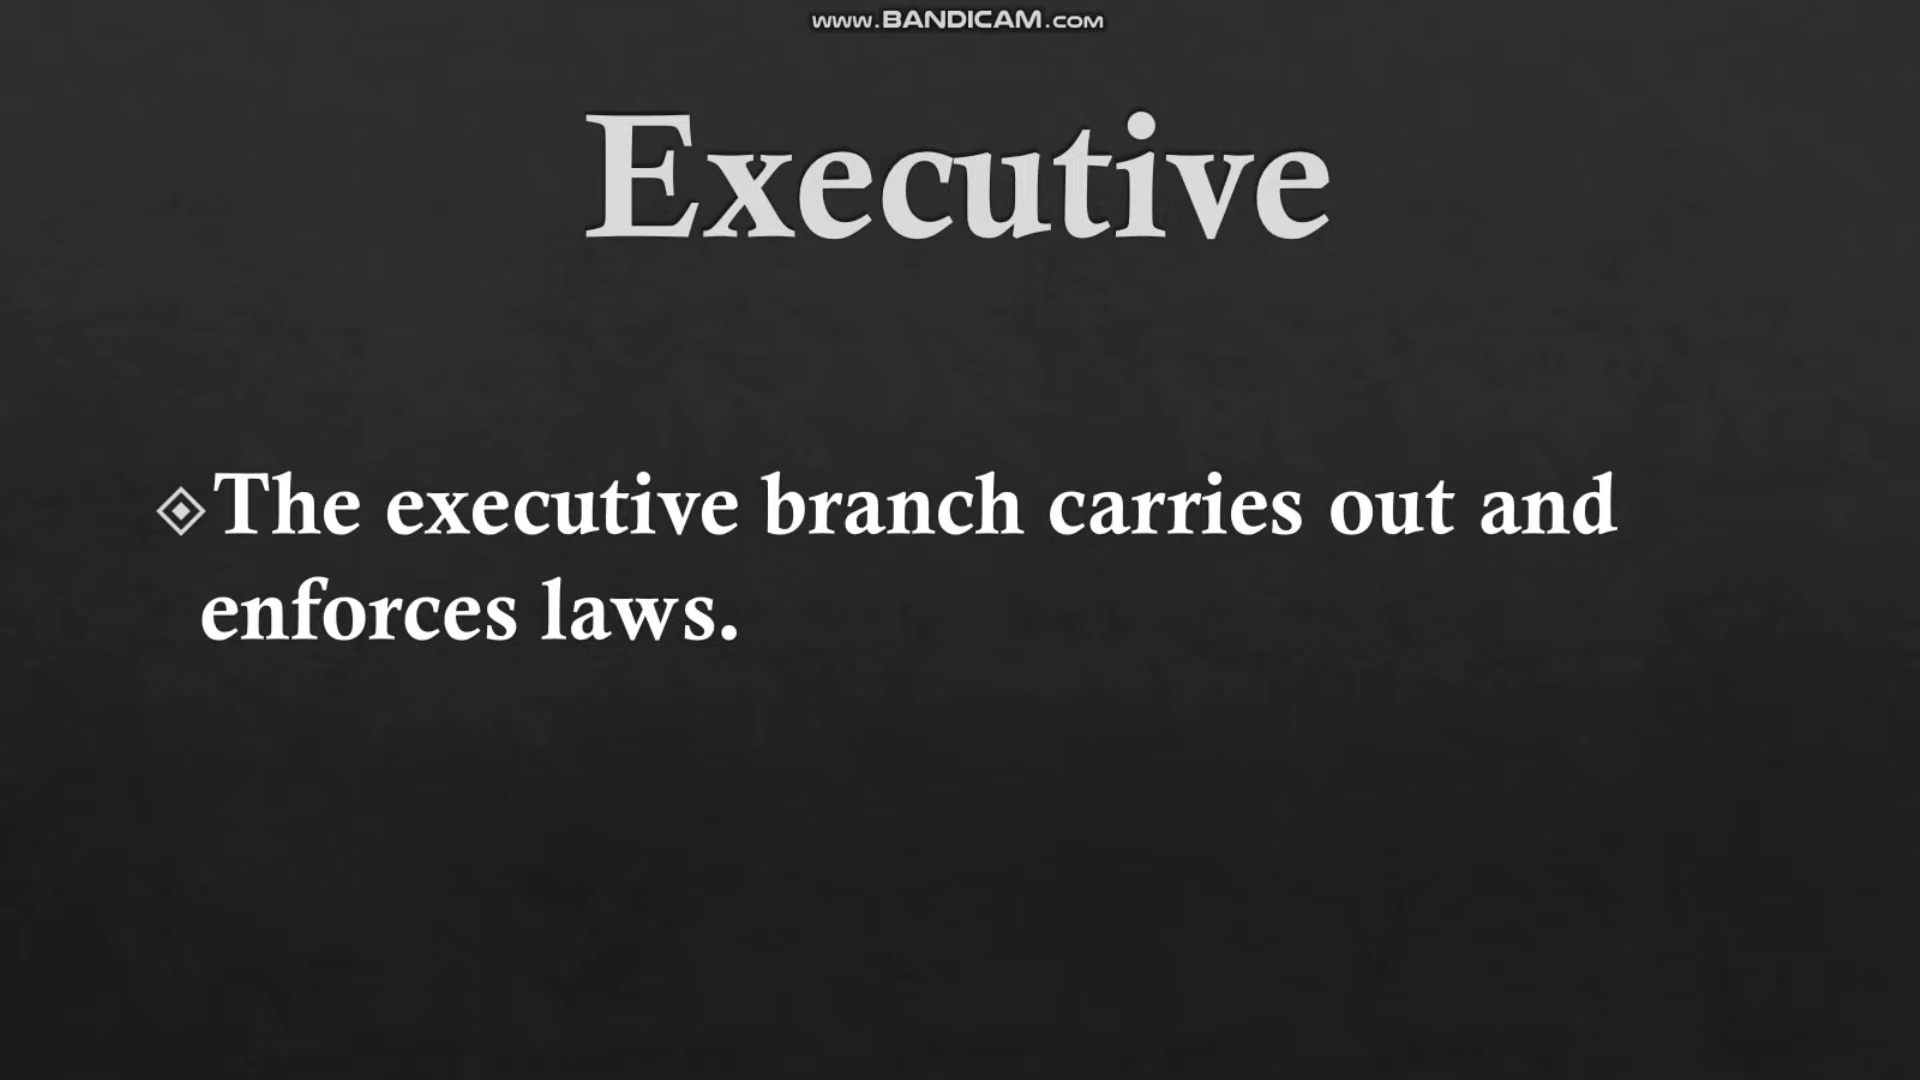 www.BANDICAM.com
Executive
The executive branch carries out and
enforces laws.